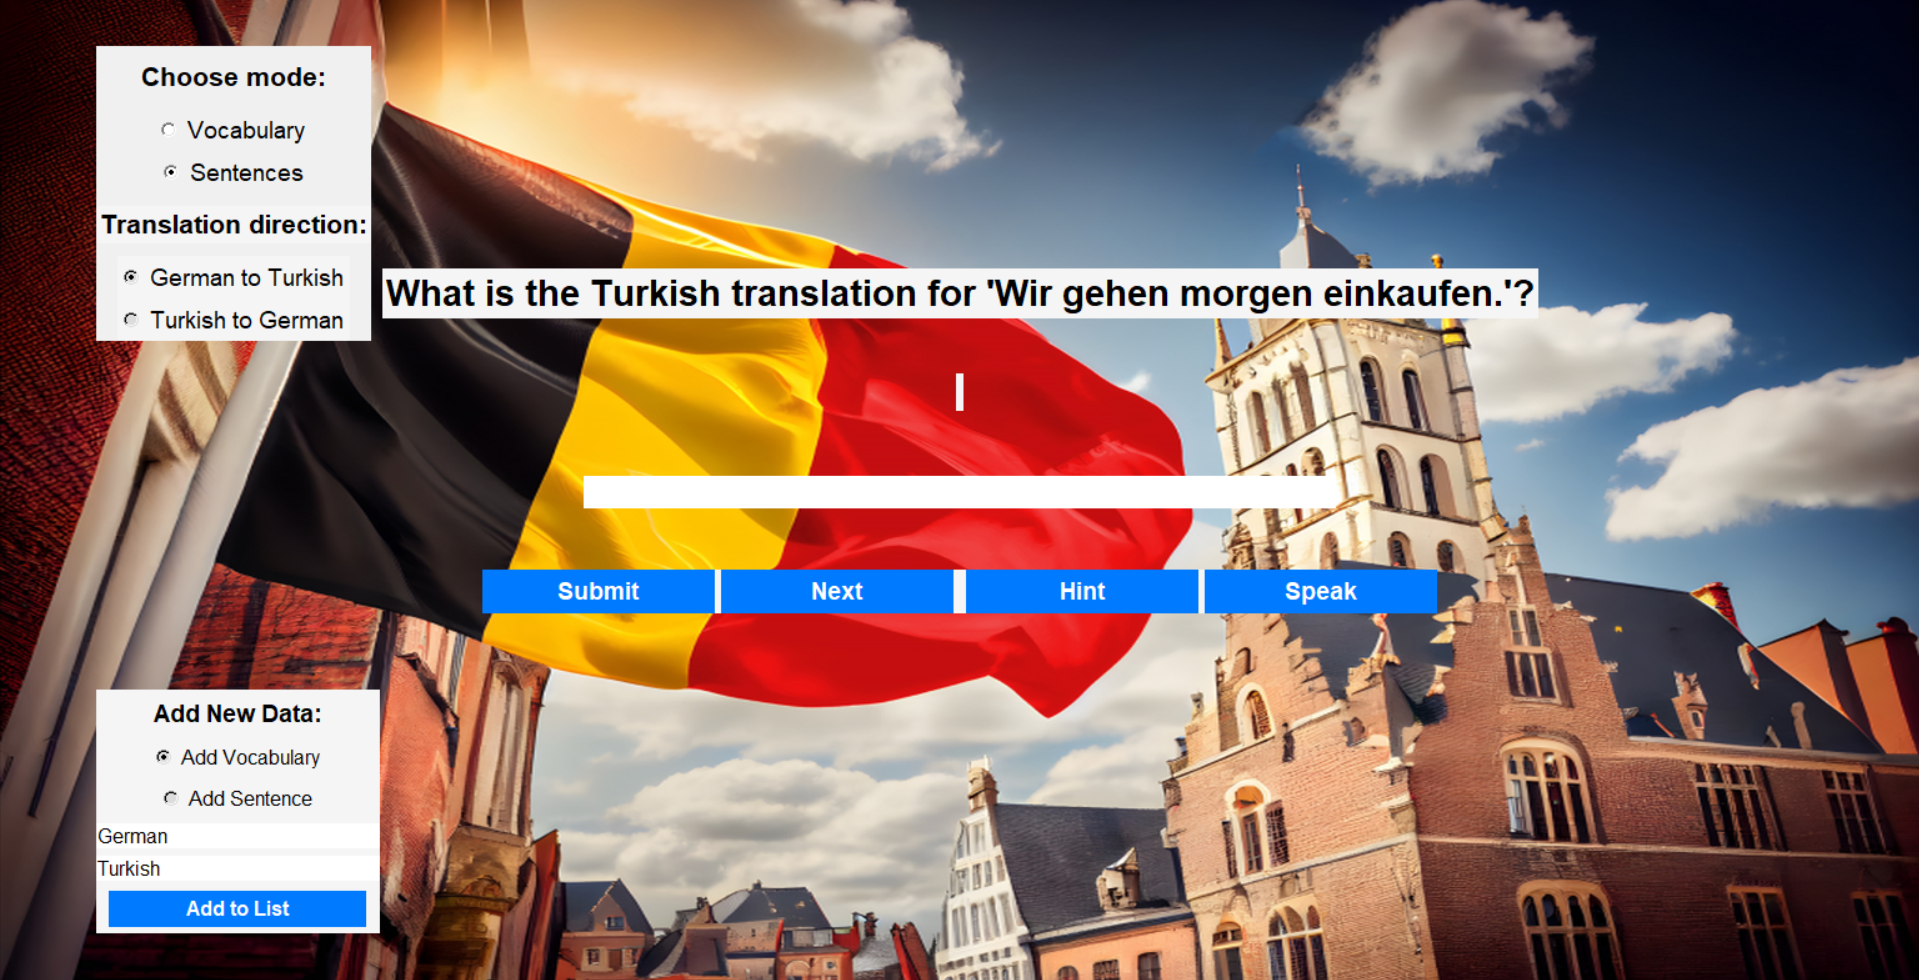 Choose mode:
Vocabulary
Sentences
Translation direction:
German to Turkish
Turkish to German
What is the Turkish translation for 'Wir gehen morgen einkaufen.'?
Submit
Next
Hint
Speak
Add New Data:
Add Vocabulary
Add Sentence
German
Turkish
Add to List